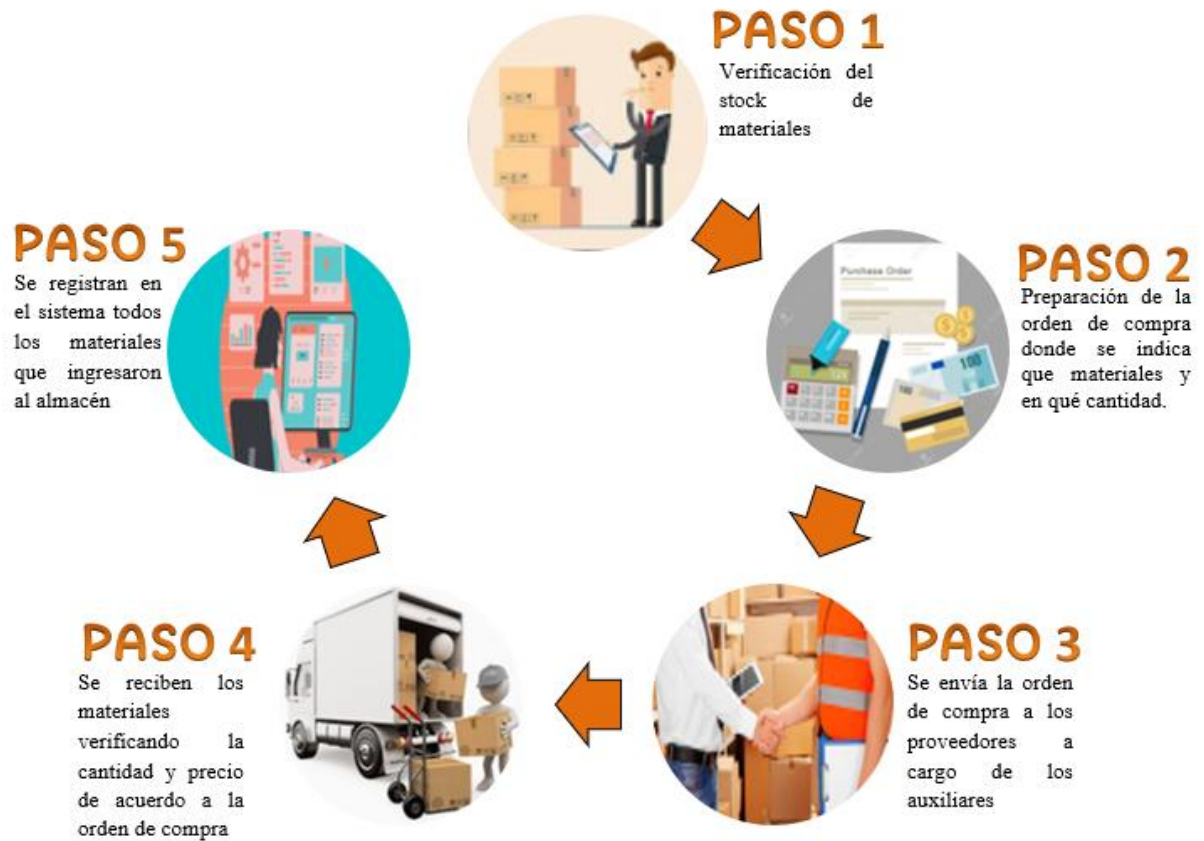 PASO 1
Verificación del
stock de
materiales
PASO 2
Preparación de la
orden de compra
donde se indica
que materiales y
en qué cantidad.
Purchase Order
100
100
PASO 3
Se envía la orden
de compra a los
proveedores a
cargo de los
auxiliares
PASO 4
Se reciben los
materiales
verificando la
cantidad y precio
de acuerdo a la
orden de compra
PASO 5
Se registran en
el sistema todos
los materiales
que ingresaron
al almacén